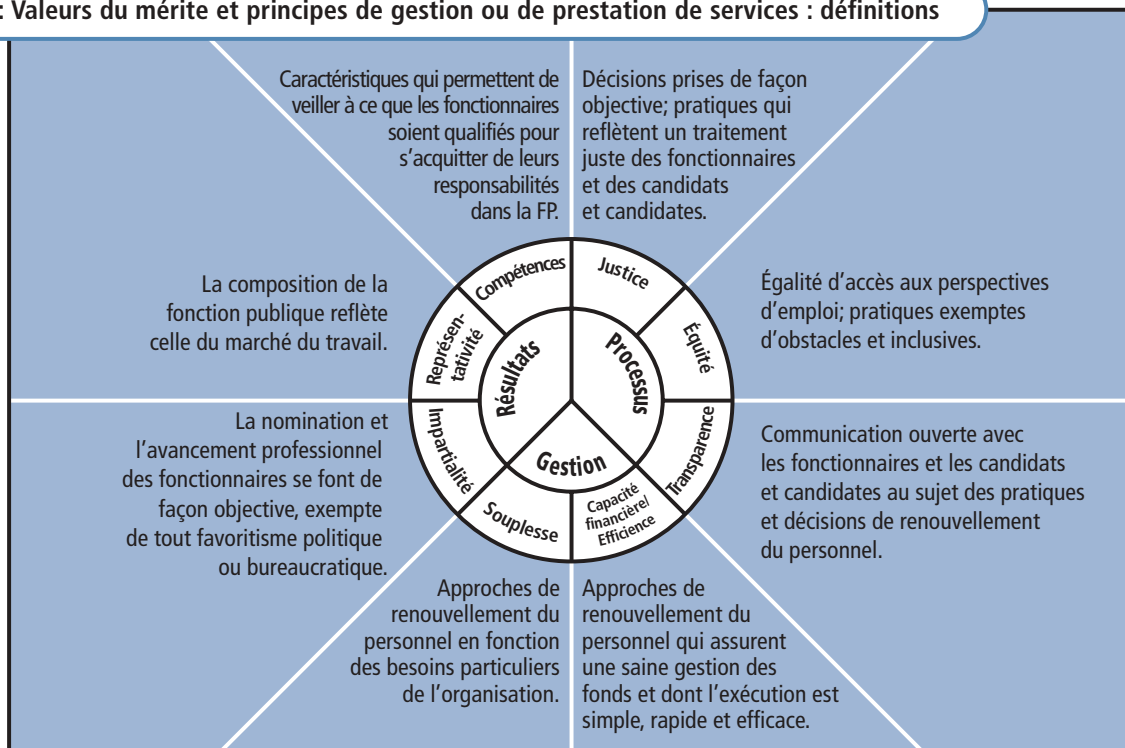 : Valeurs du mérite et principes de gestion ou de prestation de services : définitions
Caractéristiques qui permettent de
veiller à ce que les fonctionnaires
soient qualifiés pour
s'acquitter de leurs
responsabilités
dans la FP.
Décisions prises de façon
objective; pratiques qui
reflètent un traitement
juste des fonctionnaires
et des candidats
et candidates.
La composition de la
fonction publique reflète
celle du marché du travail.
Égalité d'accès aux perspectives
d'emploi; pratiques exemptes
d'obstacles et inclusives.
Compétences
Justice
Représen-
tativité
Équité
Résultats
Processus
Impartialité
Transparence
Gestion
Souplesse
Capacité
financière/
Efficience
La nomination et
l'avancement professionnel
des fonctionnaires se font de
façon objective, exempte
de tout favoritisme politique
ou bureaucratique.
Communication ouverte avec
les fonctionnaires et les candidats
et candidates au sujet des pratiques
et décisions de renouvellement
du personnel.
Approches de
renouvellement du
personnel en fonction
des besoins particuliers
de l'organisation.
Approches de
renouvellement du
personnel qui assurent
une saine gestion des
fonds et dont l'exécution est
simple, rapide et efficace.